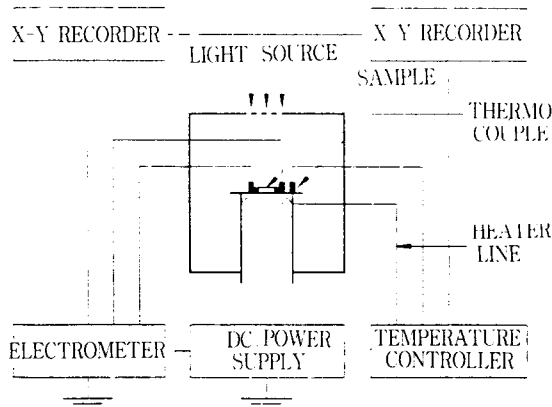 X-Y RECORDER
X Y RECORDER
LIGHT SOURCE
SAMPLE
THERMO
COUPLE
HEATER
LINE
ELECTROMETER
DC POWER
SUPPLY
TEMPERATURE
CONTROLLER